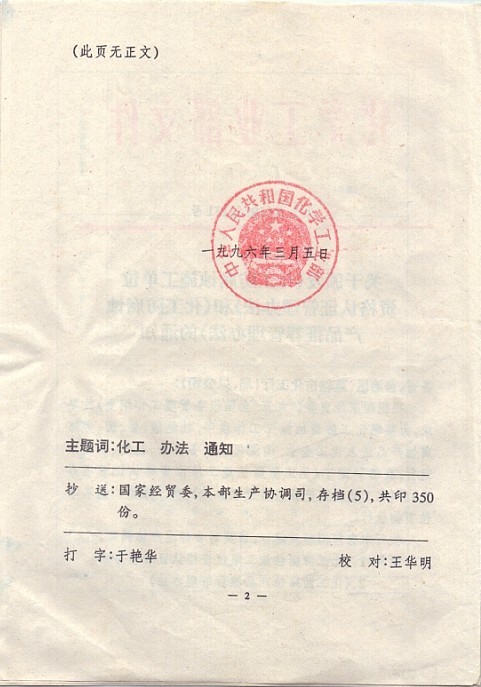 (此页无正文)
中华人民共和国化学工业部
一九九六年三月五日
主题词:化工 办法 通知
抄 送:国家经贸委,本部生产协调司,存档(5),共印350
份。
打 字:于艳华 校 对:王华明
— 2 —